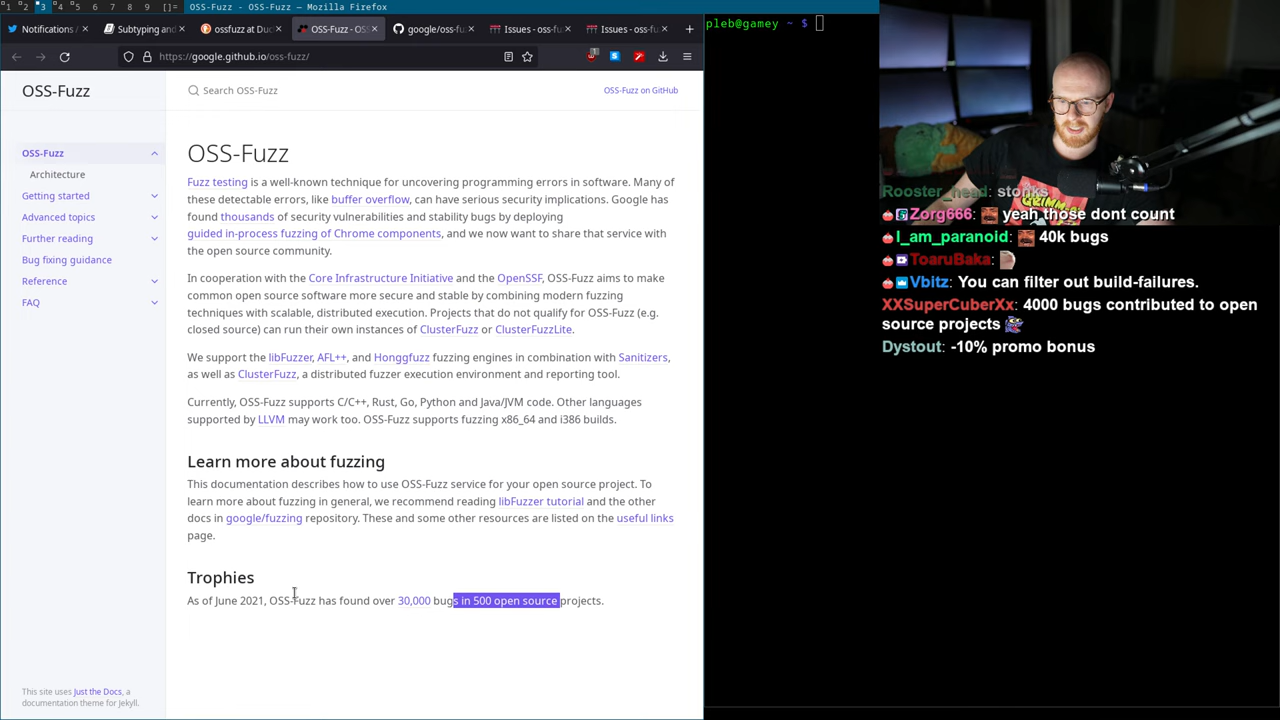 1 2 3 4 5 6 7 8 9 []= OSS-Fuzz - OSS-Fuzz — Mozilla Firefox
Notifications / Subtyping and ossfuzz at Duc OSS-Fuzz - OSS google/oss-fuz Issues - oss-fu Issues - oss-fu
https://google.github.io/oss-fuzz/
OSS-Fuzz
Search OSS-Fuzz
OSS-Fuzz on GitHub
OSS-Fuzz
Architecture
Getting started
Advanced topics
Further reading
Bug fixing guidance
Reference
FAQ
This site uses Just the Docs, a
documentation theme for Jekyll.
OSS-Fuzz
Fuzz testing is a well-known technique for uncovering programming errors in software. Many of
these detectable errors, like buffer overflow, can have serious security implications. Google has
found thousands of security vulnerabilities and stability bugs by deploying
guided in-process fuzzing of Chrome components, and we now want to share that service with
the open source community.
In cooperation with the Core Infrastructure Initiative and the OpenSSF, OSS-Fuzz aims to make
common open source software more secure and stable by combining modern fuzzing
techniques with scalable, distributed execution. Projects that do not qualify for OSS-Fuzz (e.g.
closed source) can run their own instances of ClusterFuzz or ClusterFuzzLite.
We support the libFuzzer, AFL++, and Honggfuzz fuzzing engines in combination with Sanitizers,
as well as ClusterFuzz, a distributed fuzzer execution environment and reporting tool.
Currently, OSS-Fuzz supports C/C++, Rust, Go, Python and Java/JVM code. Other languages
supported by LLVM may work too. OSS-Fuzz supports fuzzing x86_64 and i386 builds.
Learn more about fuzzing
This documentation describes how to use OSS-Fuzz service for your open source project. To
learn more about fuzzing in general, we recommend reading libFuzzer tutorial and the other
docs in google/fuzzing repository. These and some other resources are listed on the useful links
page.
Trophies
As of June 2021, OSS-Fuzz has found over 30,000 bugs in 500 open source projects.
pleb@gamey ~ $
Rooster_head: stonks
Zorg666: yeah those dont count
I_am_paranoid: 40k bugs
ToaruBaka:
Vbitz: You can filter out build-failures.
XXSuperCuberXx: 4000 bugs contributed to open
source projects
Dystout: -10% promo bonus